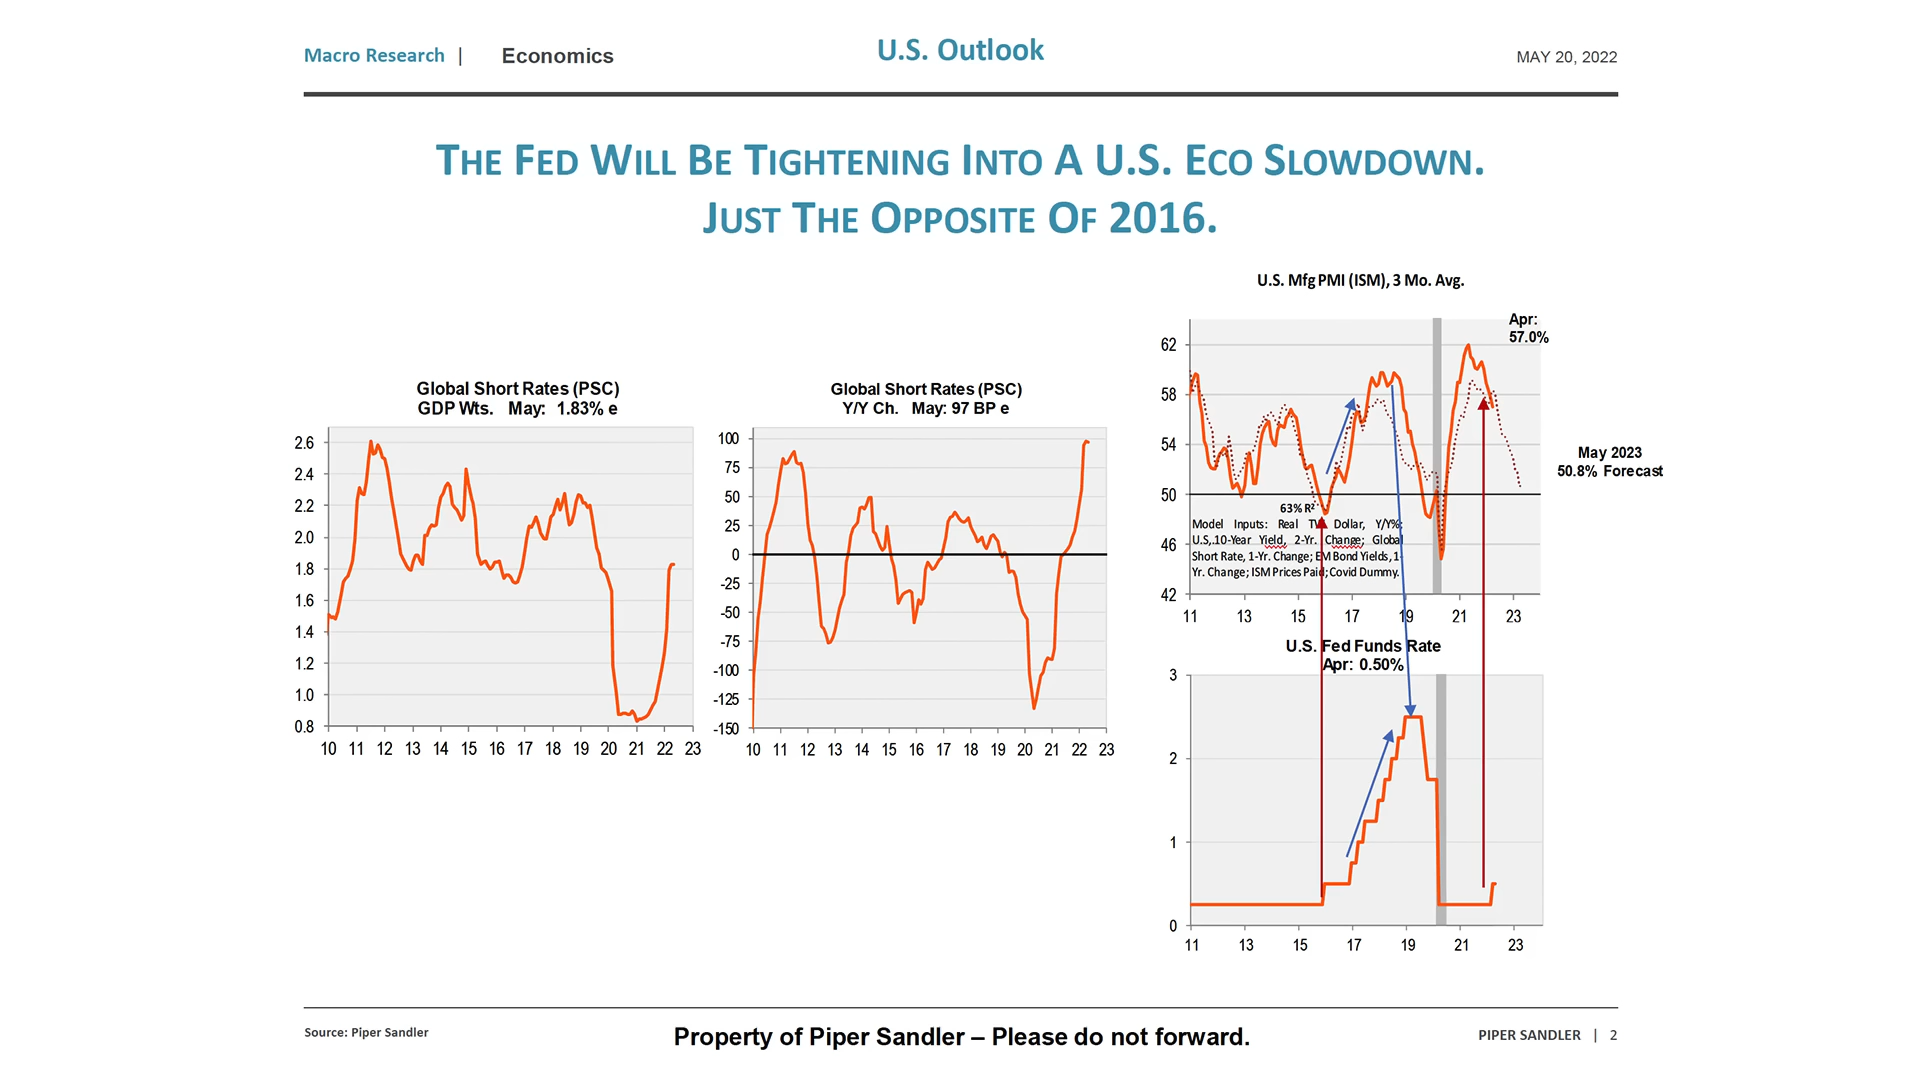 Macro Research |
Economics
U.S. Outlook
MAY 20, 2022
THE FED WILL BE TIGHTENING INTO A U.S. ECO SLOWDOWN.
JUST THE OPPOSITE OF 2016.
Global Short Rates (PSC)
GDP Wts. May: 1.83% e
2.6
2.4
2.2
2.0
1.8
1.6
1.4
1.2
1.0
0.8
10 11 12 13 14 15 16 17 18 19 20 21 22 23
Global Short Rates (PSC)
Y/Y Ch. May: 97 BP e
100
75
50
25
0
-25
-50
-75
-100
-125
-150
10 11 12 13 14 15 16 17 18 19 20 21 22 23
U.S. Mfg PMI (ISM), 3 Mo. Avg.
Apr:
57.0%
62
58
54
50
46
42
May 2023
50.8% Forecast
63% R²
Model Inputs: Real TW Dollar, Y/Y%;
U.S,.10-Year Yield, 2-Yr. Change; Global
Short Rate, 1-Yr. Change; EM Bond Yields, 1-
Yr. Change; ISM Prices Paid; Covid Dummy.
11 13 15 17 19 21 23
U.S. Fed Funds Rate
Apr: 0.50%
3
2
1
0
11 13 15 17 19 21 23
Source: Piper Sandler
Property of Piper Sandler – Please do not forward.
PIPER SANDLER | 2